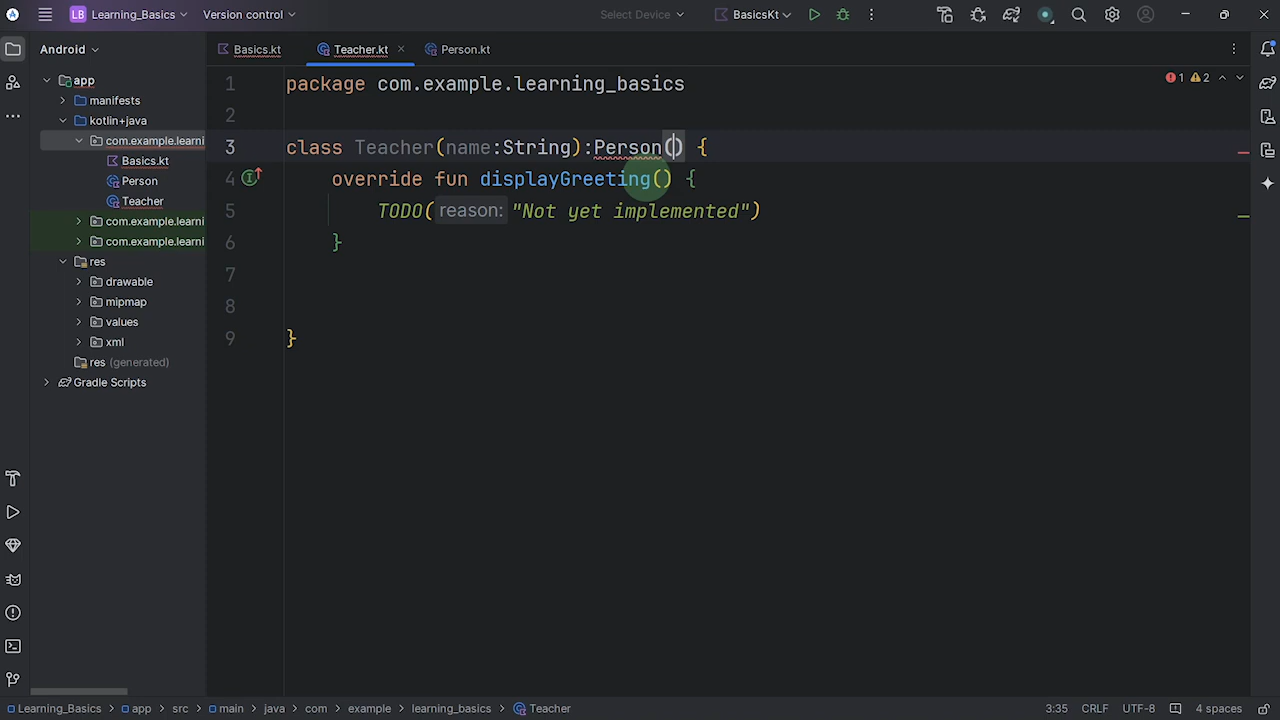 LB Learning_Basics Version control Select Device BasicsKt
Android Basics.kt Teacher.kt Person.kt
app
manifests
kotlin+java
com.example.learni
Basics.kt
Person
Teacher
com.example.learni
com.example.learni
res
drawable
mipmap
values
xml
res (generated)
Gradle Scripts
1 2
1 package com.example.learning_basics
2
3 class Teacher(name:String):Person() {
4 override fun displayGreeting() {
5 TODO( reason: "Not yet implemented")
6 }
7
8
9 }
Learning_Basics app src main java com example learning_basics Teacher 3:35 CRLF UTF-8 4 spaces